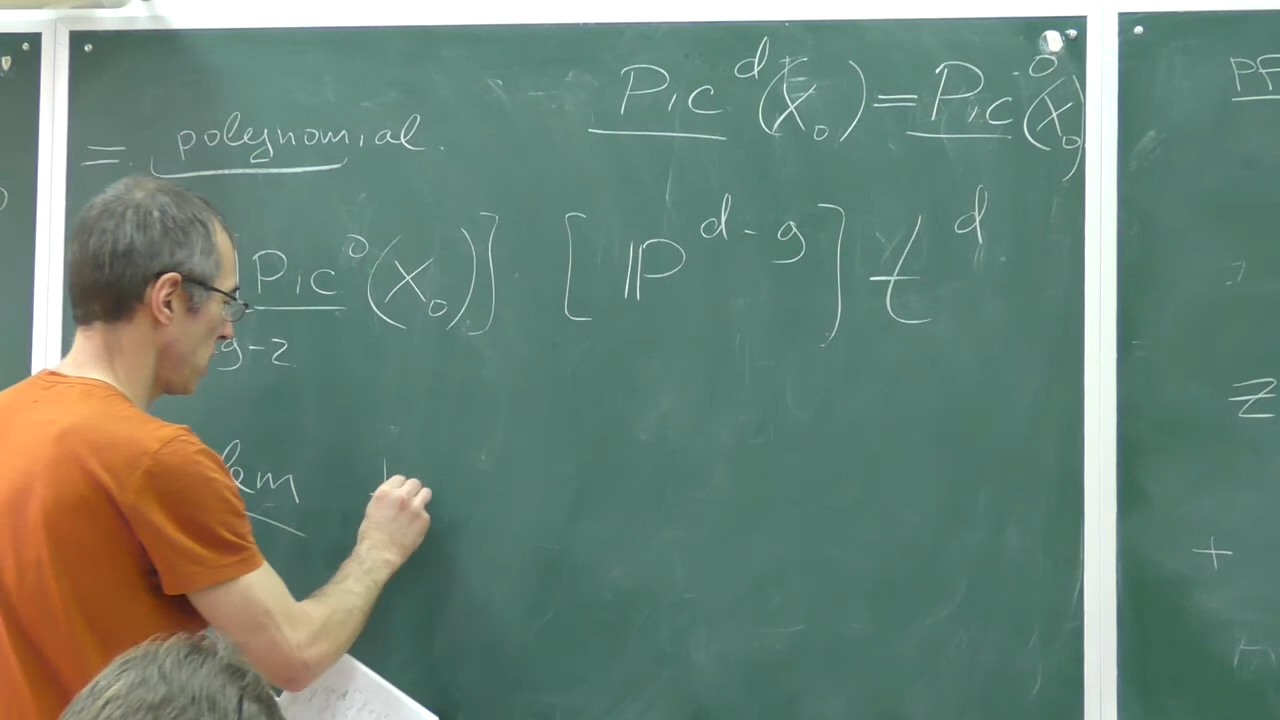 Pic^d(X_0) = Pic^0(X_0)
= polynomial.
Pic^0(X_0)] · [ℙ^{d-g}] t^d
g-2
lem
PF
Z
+